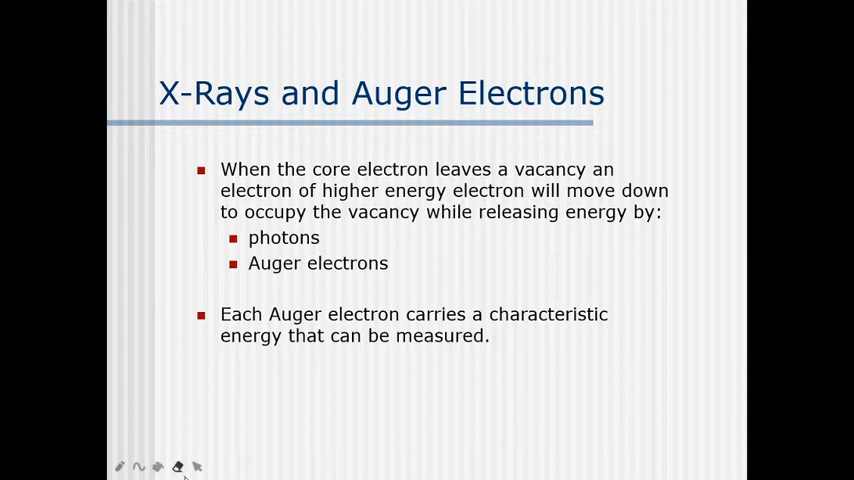 X-Rays and Auger Electrons
When the core electron leaves a vacancy an
electron of higher energy electron will move down
to occupy the vacancy while releasing energy by:
photons
Auger electrons
Each Auger electron carries a characteristic
energy that can be measured.